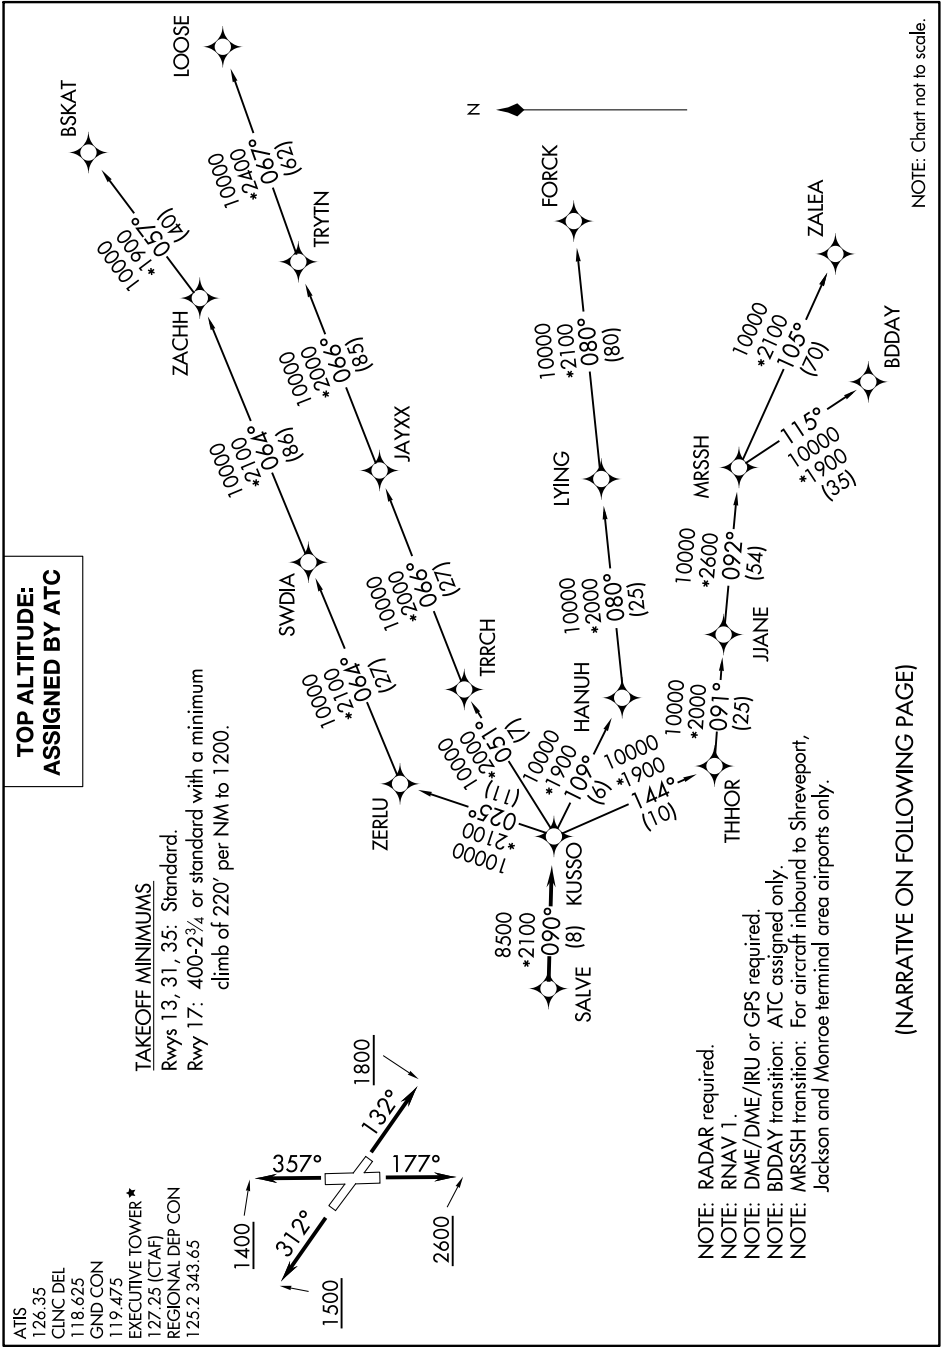 TOP ALTITUDE:
ASSIGNED BY ATC
ATIS
126.35
CLNC DEL
118.625
GND CON
119.475
EXECUTIVE TOWER★
127.25 (CTAF)
REGIONAL DEP CON
125.2 343.65
TAKEOFF MINIMUMS
Rwys 13, 31, 35: Standard.
Rwy 17: 400-2¾ or standard with a minimum
climb of 220' per NM to 1200.
1400
357°
1800
132°
312°
1500
177°
2600
SALVE
8500
*2100
090°
(8)
KUSSO
10000
*2100
025°
(11)
ZERLU
10000
*2100
064°
(27)
SWDIA
10000
*2100
064°
(86)
ZACHH
10000
*1900
057°
(40)
BSKAT
10000
*2000
051°
(7)
TRRCH
10000
*2000
066°
(27)
JAYXX
10000
*2000
066°
(85)
TRYTN
10000
*2400
067°
(62)
LOOSE
N
10000
*1900
109°
(6)
HANUH
10000
*2000
080°
(25)
LYING
10000
*2100
080°
(80)
FORCK
10000
*1900
144°
(10)
THHOR
10000
*2000
091°
(25)
JJANE
10000
*2600
092°
(54)
MRSSH
10000
*2100
105°
(70)
ZALEA
115°
10000
*1900
(35)
BDDAY
NOTE: RADAR required.
NOTE: RNAV 1.
NOTE: DME/DME/IRU or GPS required.
NOTE: BDDAY transition: ATC assigned only.
NOTE: MRSSH transition: For aircraft inbound to Shreveport,
Jackson and Monroe terminal area airports only.
(NARRATIVE ON FOLLOWING PAGE)
NOTE: Chart not to scale.